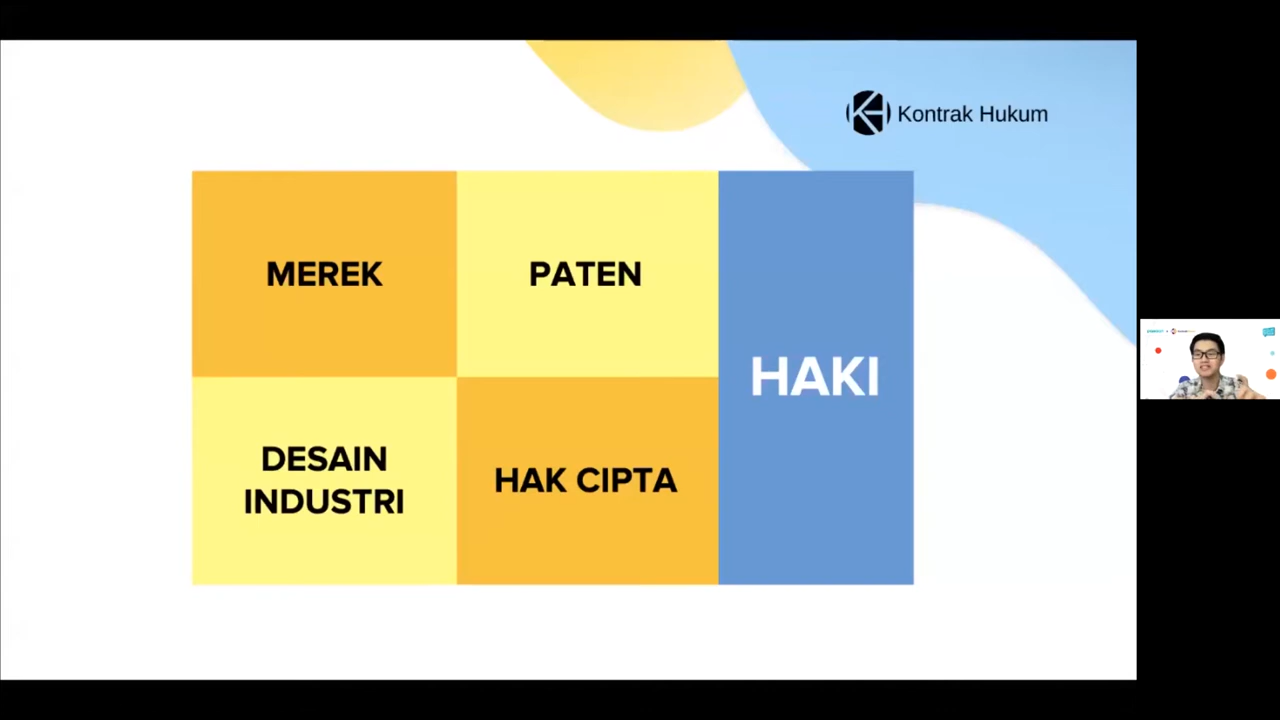 Kontrak Hukum
MEREK
PATEN
HAKI
DESAIN
INDUSTRI
HAK CIPTA